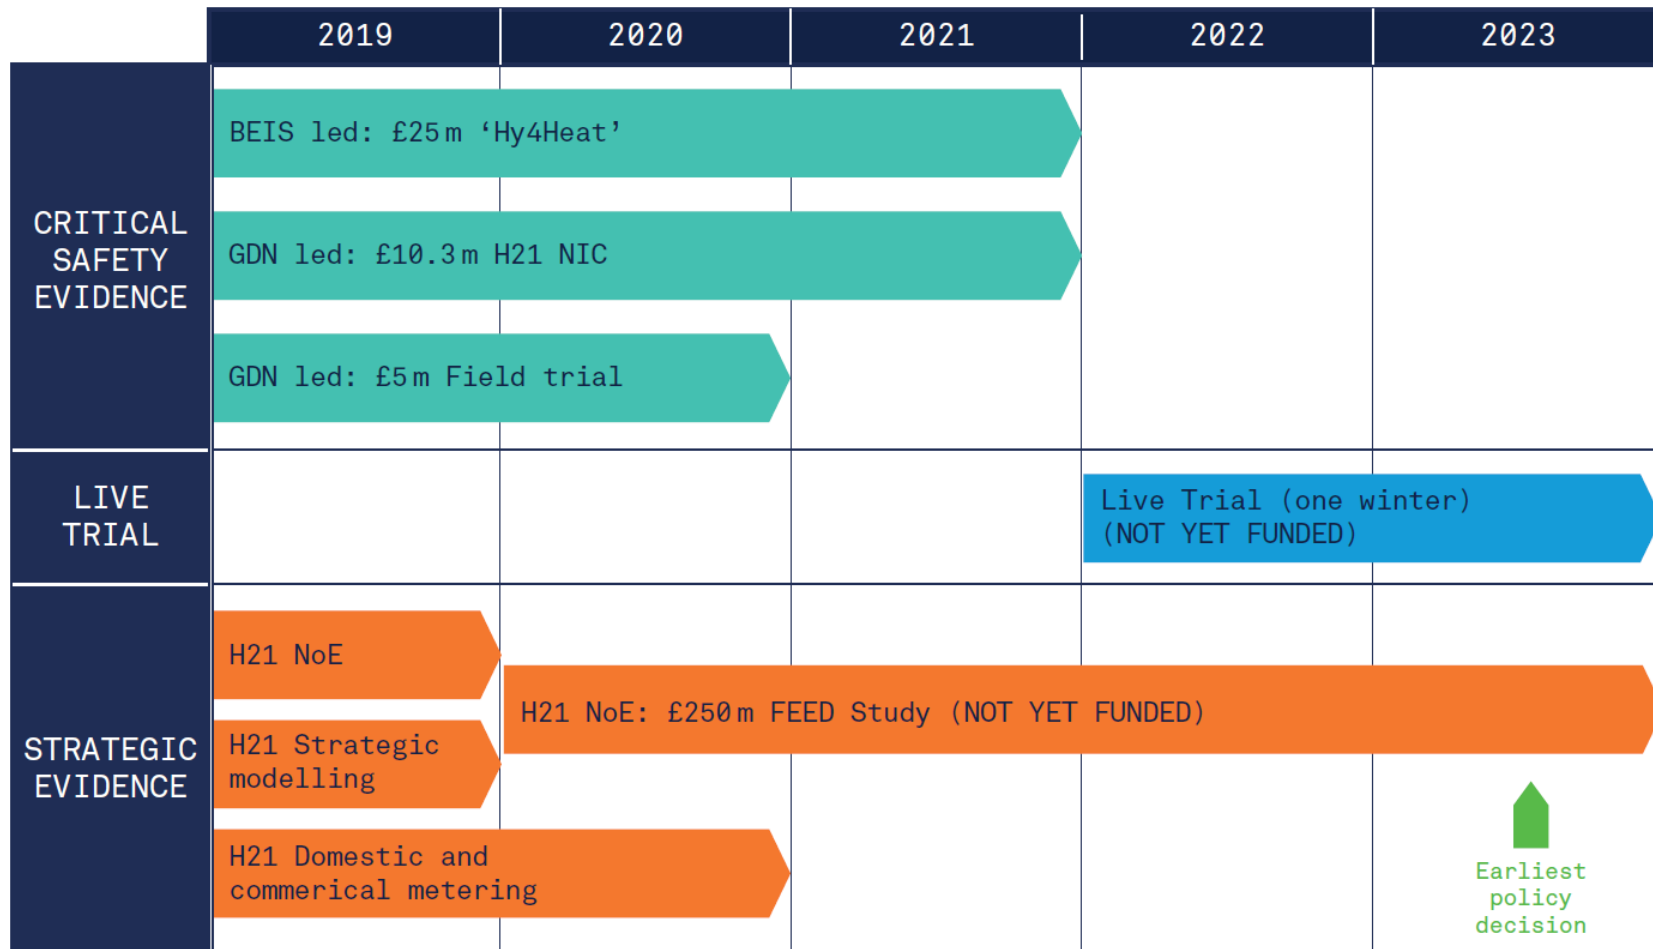 2019 2020 2021 2022 2023
CRITICAL
SAFETY
EVIDENCE
BEIS led: £25m ‘Hy4Heat’
GDN led: £10.3m H21 NIC
GDN led: £5m Field trial
LIVE
TRIAL
Live Trial (one winter)
(NOT YET FUNDED)
STRATEGIC
EVIDENCE
H21 NoE
H21 NoE: £250m FEED Study (NOT YET FUNDED)
H21 Strategic
modelling
H21 Domestic and
commerical metering
Earliest
policy
decision